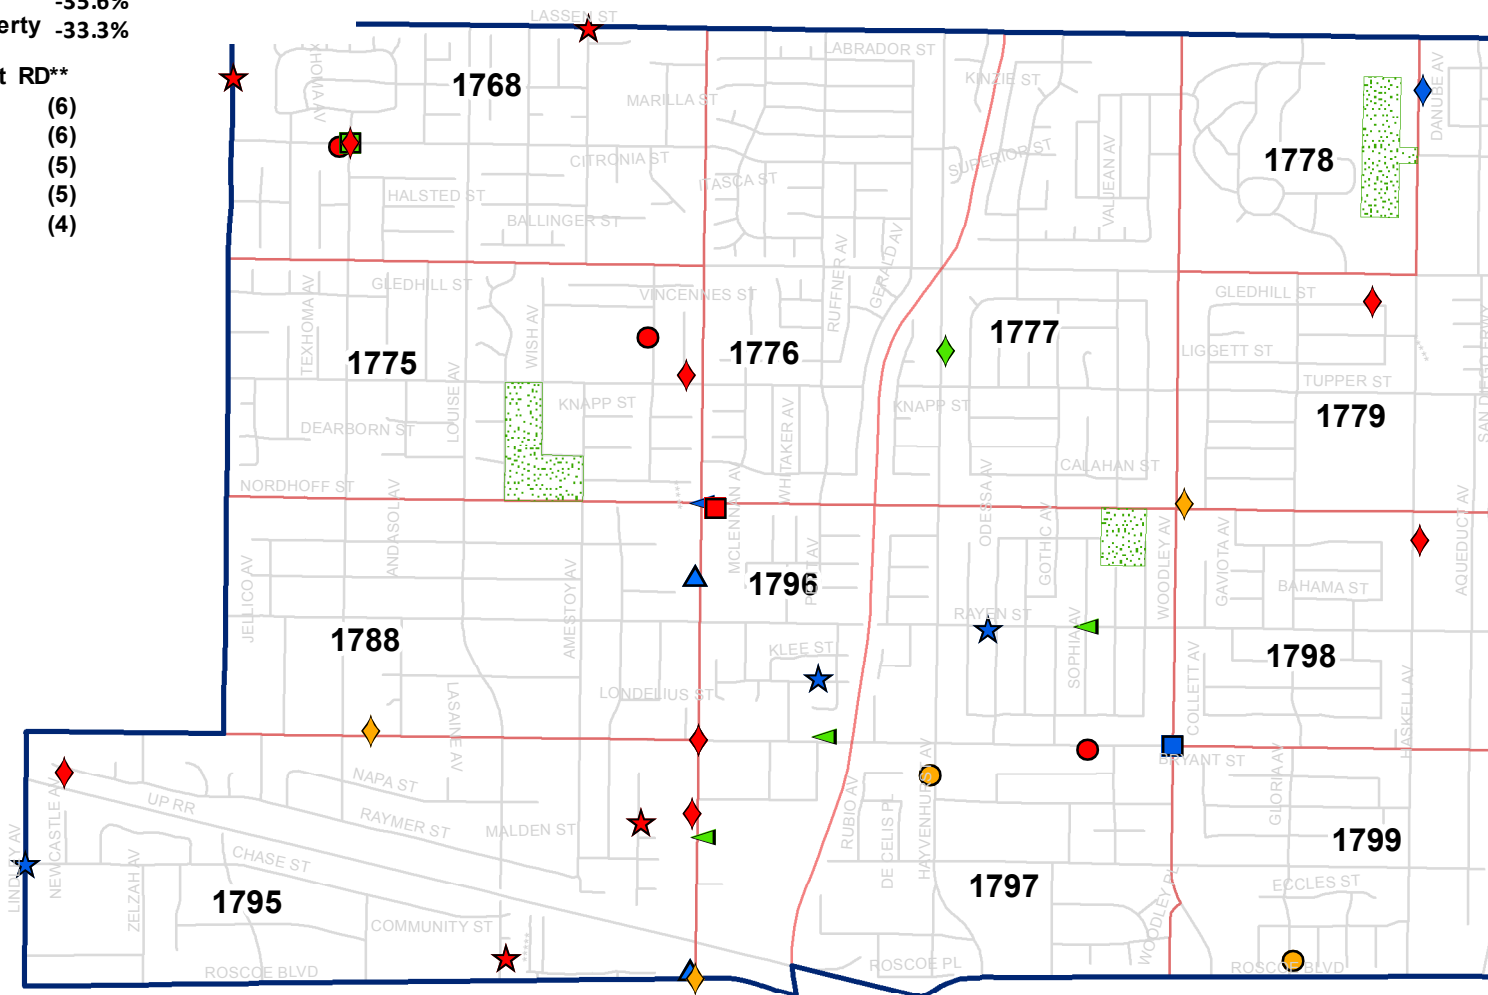 -35.6%
erty -33.3%
t RD**
(6)
(6)
(5)
(5)
(4)
LASSEN ST
LABRADOR ST
KINZIE ST
DANUBE AV
1768
MARILLA ST
SUPERIOR ST
VALJEAN AV
1778
CITRONIA ST
ITASCA ST
HALSTED ST
BALLINGER ST
RUFFNER AV
GERALD AV
GLEDHILL ST
VINCENNES ST
GLEDHILL ST
TEXHOMA AV
WISH AV
1775
1776
1777
LIGGETT ST
TUPPER ST
LOUISE AV
KNAPP ST
WHITAKER AV
KNAPP ST
1779
DEARBORN ST
CALAHAN ST
NORDHOFF ST
ANDASOL AV
MCLENNAN AV
ODESSA AV
GOTHIC AV
WOODLEY AV
GAVIOTA AV
AQUEDUCT AV
JELLICO AV
AMESTOY AV
1796
BAHAMA ST
RAYEN ST
SOPHIA AV
1788
KLEE ST
1798
LONDELIUS ST
COLLETT AV
HASKELL AV
LASAINE AV
BRYANT ST
NAPA ST
UP RR
RAYMER ST
MALDEN ST
RUBIO AV
DE CELIS PL
HAYVENHURST AV
GLORIA AV
1799
LINDLEY AV
NEWCASTLE AV
ZELZAH AV
CHASE ST
1795
1797
ECCLES ST
WOODLEY PL
COMMUNITY ST
ROSCOE BLVD
ROSCOE PL
ROSCOE BLVD